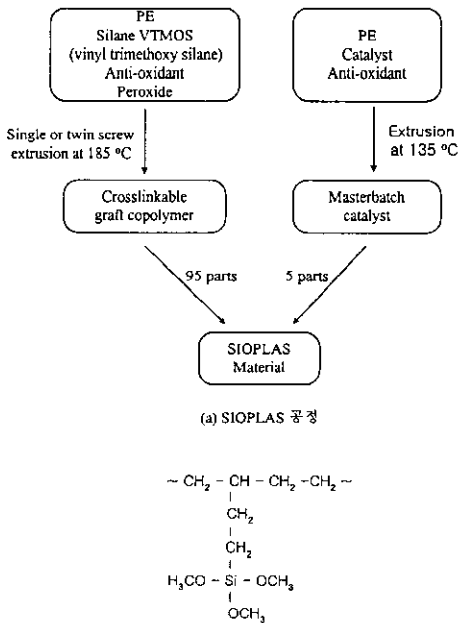 PE
Silane VTMOS
(vinyl trimethoxy silane)
Anti-oxidant
Peroxide
PE
Catalyst
Anti-oxidant
Single or twin screw
extrusion at 185 °C
Extrusion
at 135 °C
Crosslinkable
graft copolymer
Masterbatch
catalyst
95 parts
5 parts
SIOPLAS
Material
(a) SIOPLAS 공정
~ CH₂ - CH - CH₂ -CH₂ ~
CH₂
CH₂
H₃CO - Si - OCH₃
OCH₃